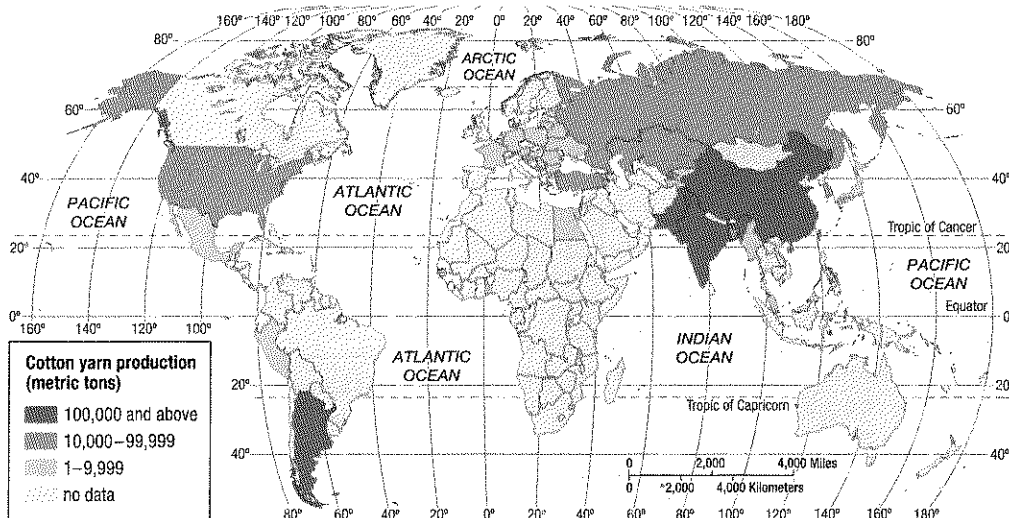 160° 140° 120° 100° 80° 60° 40° 20° 0° 20° 40° 60° 80° 100° 120° 140° 160° 180°
80° 80°
ARCTIC
OCEAN
60° 60°
40° 40° 40°
PACIFIC
OCEAN
ATLANTIC
OCEAN
20° 20°
Tropic of Cancer
PACIFIC
OCEAN
Equator
0° 0° 0°
160° 140° 120° 100°
INDIAN
OCEAN
ATLANTIC
OCEAN
20° 20°
Tropic of Capricorn
40° 40° 40°
0 2,000 4,000 Miles
0 2,000 4,000 Kilometers
80° 60° 40° 20° 0° 20° 40° 60° 80° 100° 120° 140° 160° 180°
Cotton yarn production
(metric tons)
100,000 and above
10,000–99,999
1–9,999
no data